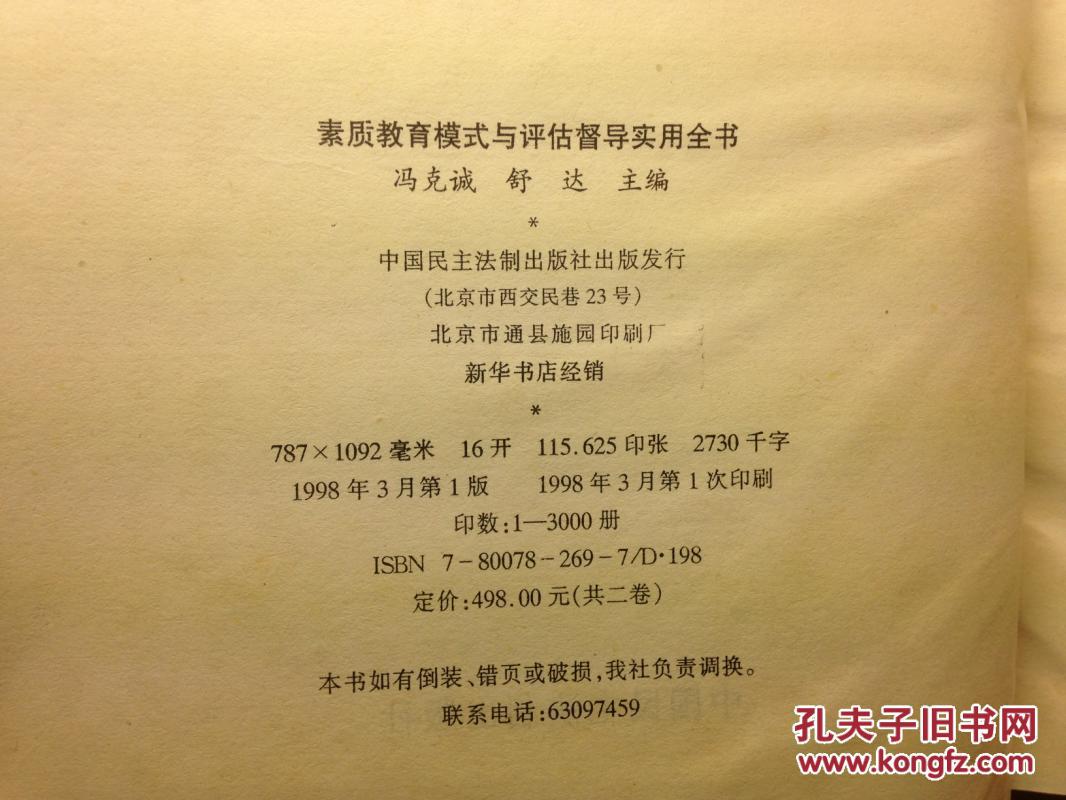 素质教育模式与评估督导实用全书
冯克诚 舒 达 主编
*
中国民主法制出版社出版发行
(北京市西交民巷23号)
北京市通县施园印刷厂
新华书店经销
*
787×1092毫米 16开 115.625印张 2730千字
1998年3月第1版 1998年3月第1次印刷
印数:1—3000册
ISBN 7-80078-269-7/D·198
定价:498.00元(共二卷)
本书如有倒装、错页或破损,我社负责调换。
联系电话:63097459
孔夫子旧书网
www.kongfz.com